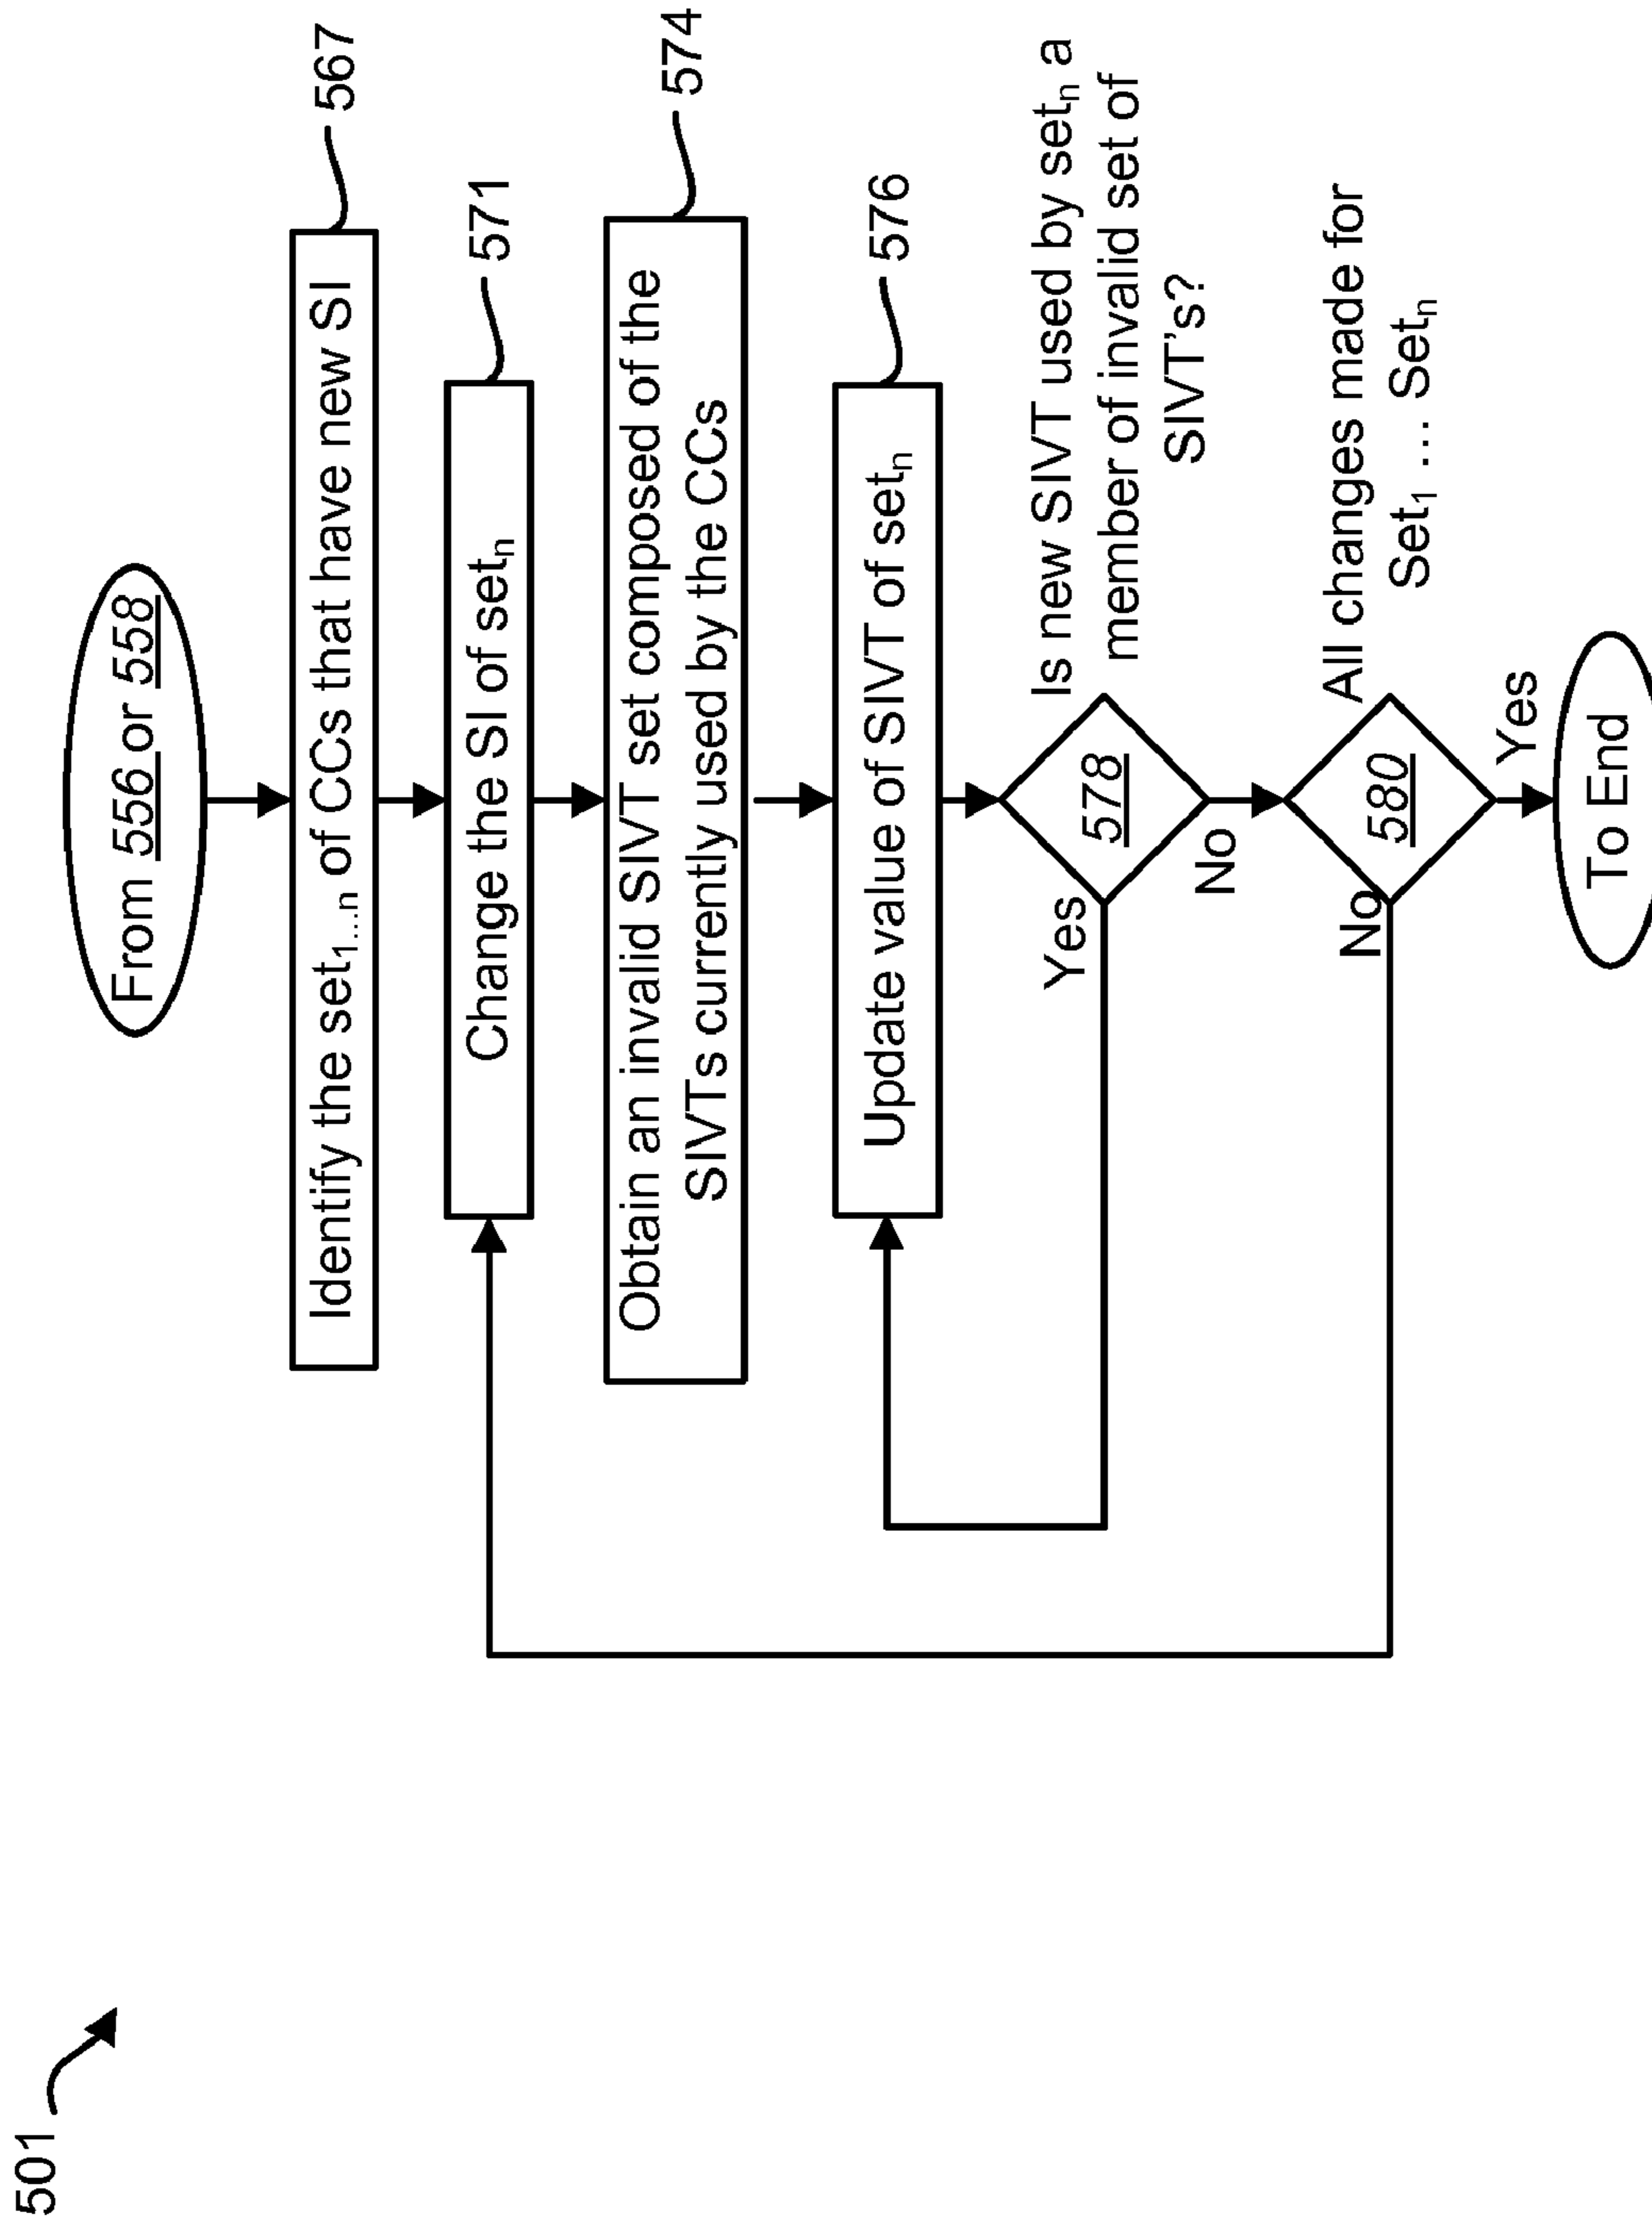 501
From 556 or 558
Identify the set1...n of CCs that have new SI
567
Change the SI of setn
571
Obtain an invalid SIVT set composed of the
SIVTs currently used by the CCs
574
Update value of SIVT of setn
576
Is new SIVT used by setn a
member of invalid set of
SIVT's?
578
Yes
No
All changes made for
Set1 ... Setn
580
No
Yes
To End